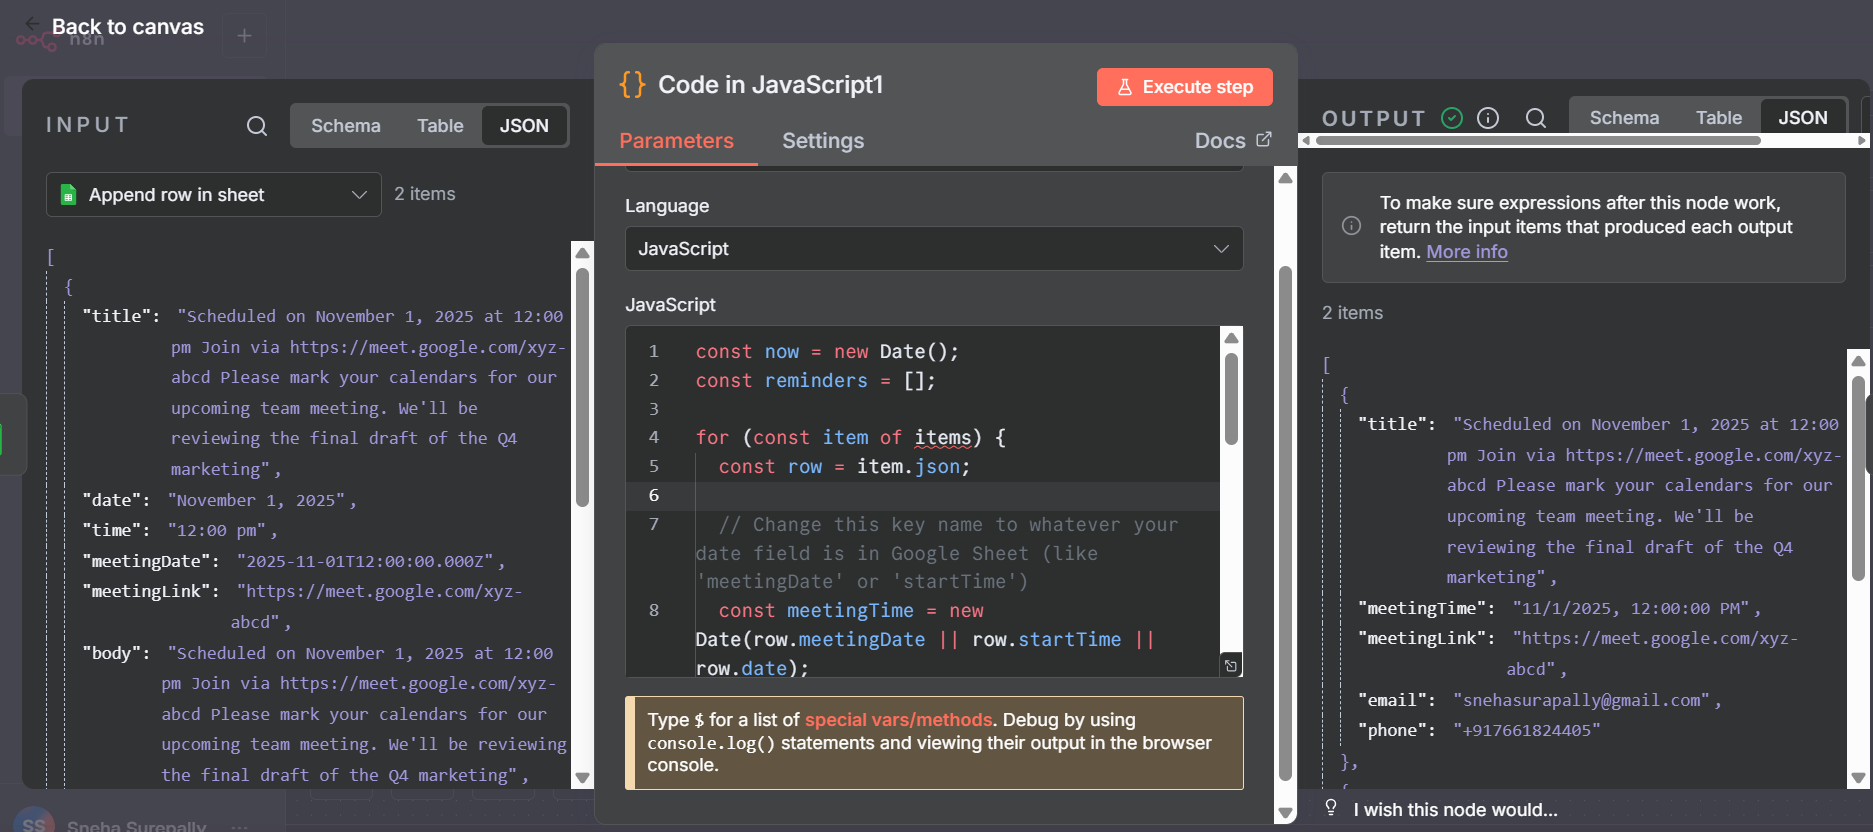 Back to canvas
n8n
INPUT
Schema
Table
JSON
Append row in sheet
2 items
[
{
"title": "Scheduled on November 1, 2025 at 12:00
pm Join via https://meet.google.com/xyz-
abcd Please mark your calendars for our
upcoming team meeting. We'll be
reviewing the final draft of the Q4
marketing",
"date": "November 1, 2025",
"time": "12:00 pm",
"meetingDate": "2025-11-01T12:00:00.000Z",
"meetingLink": "https://meet.google.com/xyz-
abcd",
"body": "Scheduled on November 1, 2025 at 12:00
pm Join via https://meet.google.com/xyz-
abcd Please mark your calendars for our
upcoming team meeting. We'll be reviewing
the final draft of the Q4 marketing",
SS
Sneha Surepally
...
{} Code in JavaScript1
Execute step
Parameters
Settings
Docs
Language
JavaScript
JavaScript
1 const now = new Date();
2 const reminders = [];
3
4 for (const item of items) {
5 const row = item.json;
6
7 // Change this key name to whatever your
date field is in Google Sheet (like
'meetingDate' or 'startTime')
8 const meetingTime = new
Date(row.meetingDate || row.startTime ||
row.date);
Type $ for a list of special vars/methods. Debug by using
console.log() statements and viewing their output in the browser
console.
OUTPUT
Schema
Table
JSON
To make sure expressions after this node work,
return the input items that produced each output
item. More info
2 items
[
{
"title": "Scheduled on November 1, 2025 at 12:00
pm Join via https://meet.google.com/xyz-
abcd Please mark your calendars for our
upcoming team meeting. We'll be
reviewing the final draft of the Q4
marketing",
"meetingTime": "11/1/2025, 12:00:00 PM",
"meetingLink": "https://meet.google.com/xyz-
abcd",
"email": "snehasurapally@gmail.com",
"phone": "+917661824405"
},
{
I wish this node would...